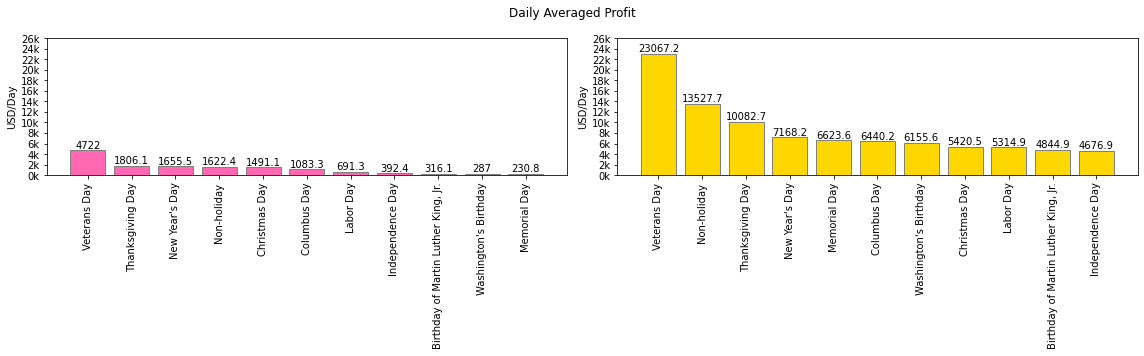 Daily Averaged Profit
USD/Day
26k
24k
22k
20k
18k
16k
14k
12k
10k
8k
6k
4k
2k
0k
4722
1806.1
1655.5
1622.4
1491.1
1083.3
691.3
392.4
316.1
287
230.8
Veterans Day
Thanksgiving Day
New Year's Day
Non-holiday
Christmas Day
Columbus Day
Labor Day
Independence Day
Birthday of Martin Luther King, Jr.
Washington's Birthday
Memorial Day
USD/Day
26k
24k
22k
20k
18k
16k
14k
12k
10k
8k
6k
4k
2k
0k
23067.2
13527.7
10082.7
7168.2
6623.6
6440.2
6155.6
5420.5
5314.9
4844.9
4676.9
Veterans Day
Non-holiday
Thanksgiving Day
New Year's Day
Memorial Day
Columbus Day
Washington's Birthday
Christmas Day
Labor Day
Birthday of Martin Luther King, Jr.
Independence Day